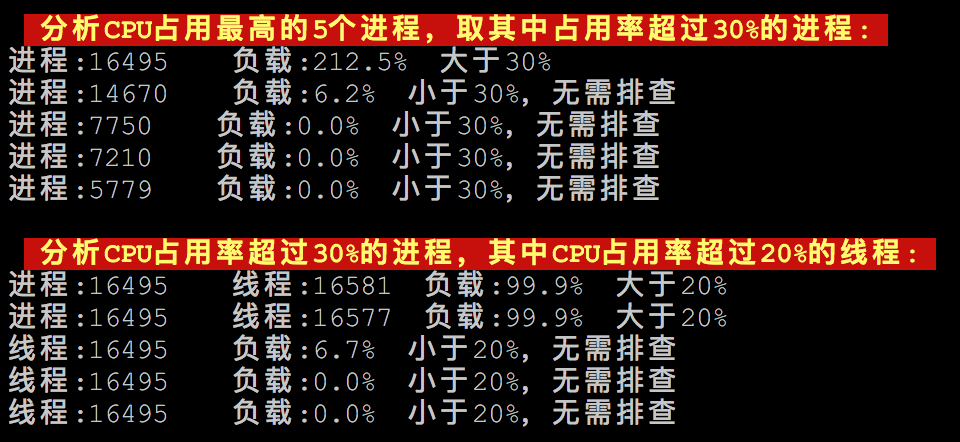 分析CPU占用最高的5个进程，取其中占用率超过30%的进程：
进程:16495 负载:212.5% 大于30%
进程:14670 负载:6.2% 小于30%，无需排查
进程:7750 负载:0.0% 小于30%，无需排查
进程:7210 负载:0.0% 小于30%，无需排查
进程:5779 负载:0.0% 小于30%，无需排查
分析CPU占用率超过30%的进程，其中CPU占用率超过20%的线程：
进程:16495 线程:16581 负载:99.9% 大于20%
进程:16495 线程:16577 负载:99.9% 大于20%
线程:16495 负载:6.7% 小于20%，无需排查
线程:16495 负载:0.0% 小于20%，无需排查
线程:16495 负载:0.0% 小于20%，无需排查